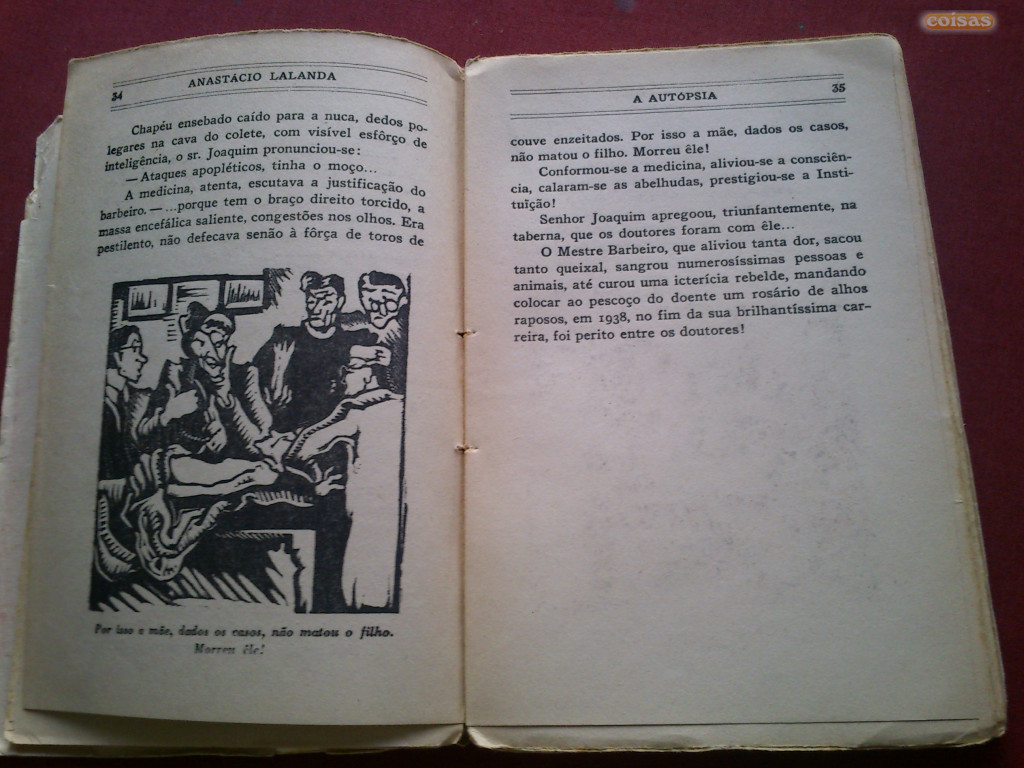 coisas
34
ANASTÁCIO LALANDA
Chapéu ensebado caído para a nuca, dedos po-
legares na cava do colete, com visível esfôrço de
inteligência, o sr. Joaquim pronunciou-se:
— Ataques apopléticos, tinha o moço...
A medicina, atenta, escutava a justificação do
barbeiro. — ...porque tem o braço direito torcido, a
massa encefálica saliente, congestões nos olhos. Era
pestilento, não defecava senão à fôrça de toros de
Por isso a mãe, dados os casos, não matou o filho.
Morreu êle!
A AUTÓPSIA
35
couve enzeitados. Por isso a mãe, dados os casos,
não matou o filho. Morreu êle!
Conformou-se a medicina, aliviou-se a consciên-
cia, calaram-se as abelhudas, prestigiou-se a Insti-
tuïção!
Senhor Joaquim apregoou, triunfantemente, na
taberna, que os doutores foram com êle...
O Mestre Barbeiro, que aliviou tanta dor, sacou
tanto queixal, sangrou numerosíssimas pessoas e
animais, até curou uma icterícia rebelde, mandando
colocar ao pescoço do doente um rosário de alhos
raposos, em 1938, no fim da sua brilhantíssima car-
reira, foi perito entre os doutores!